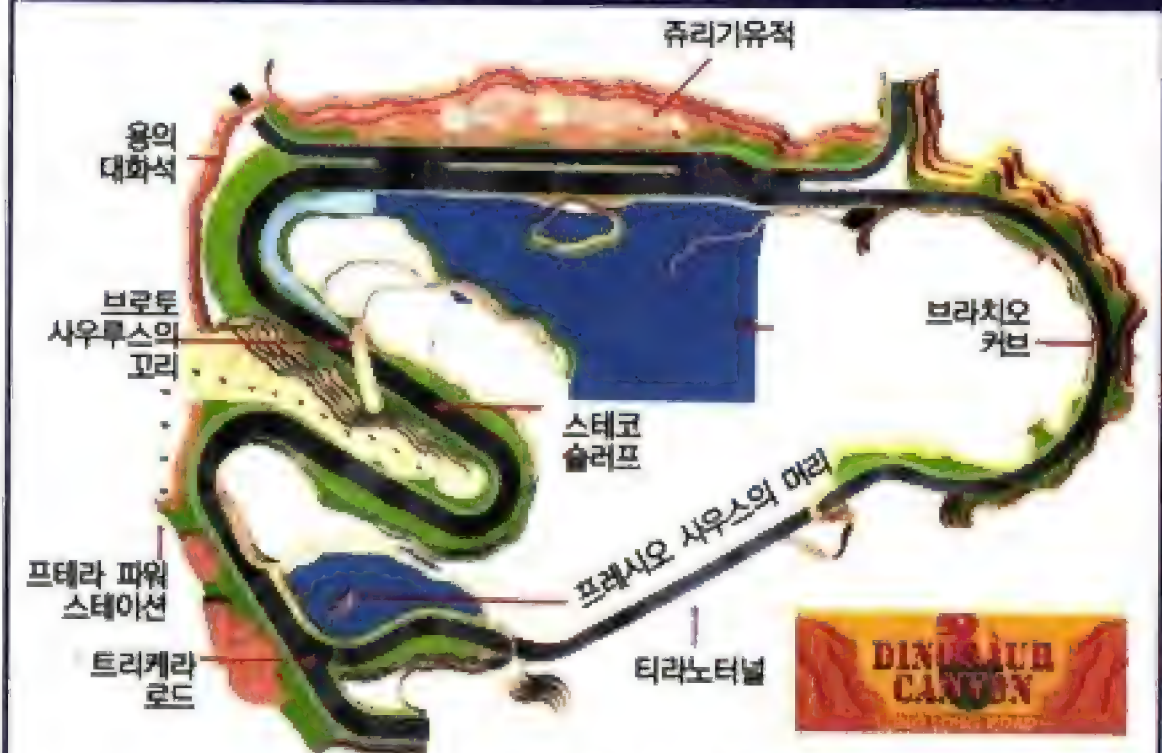 쥬리기유적
용의
대화석
브로토
사우루스의
꼬리
브라치오
커브
스테코
슬러프
프레시오 사우스의 머리
프테라 파워
스테이션
트리케라
로드
티라노터널
DINOSAUR
CANYON